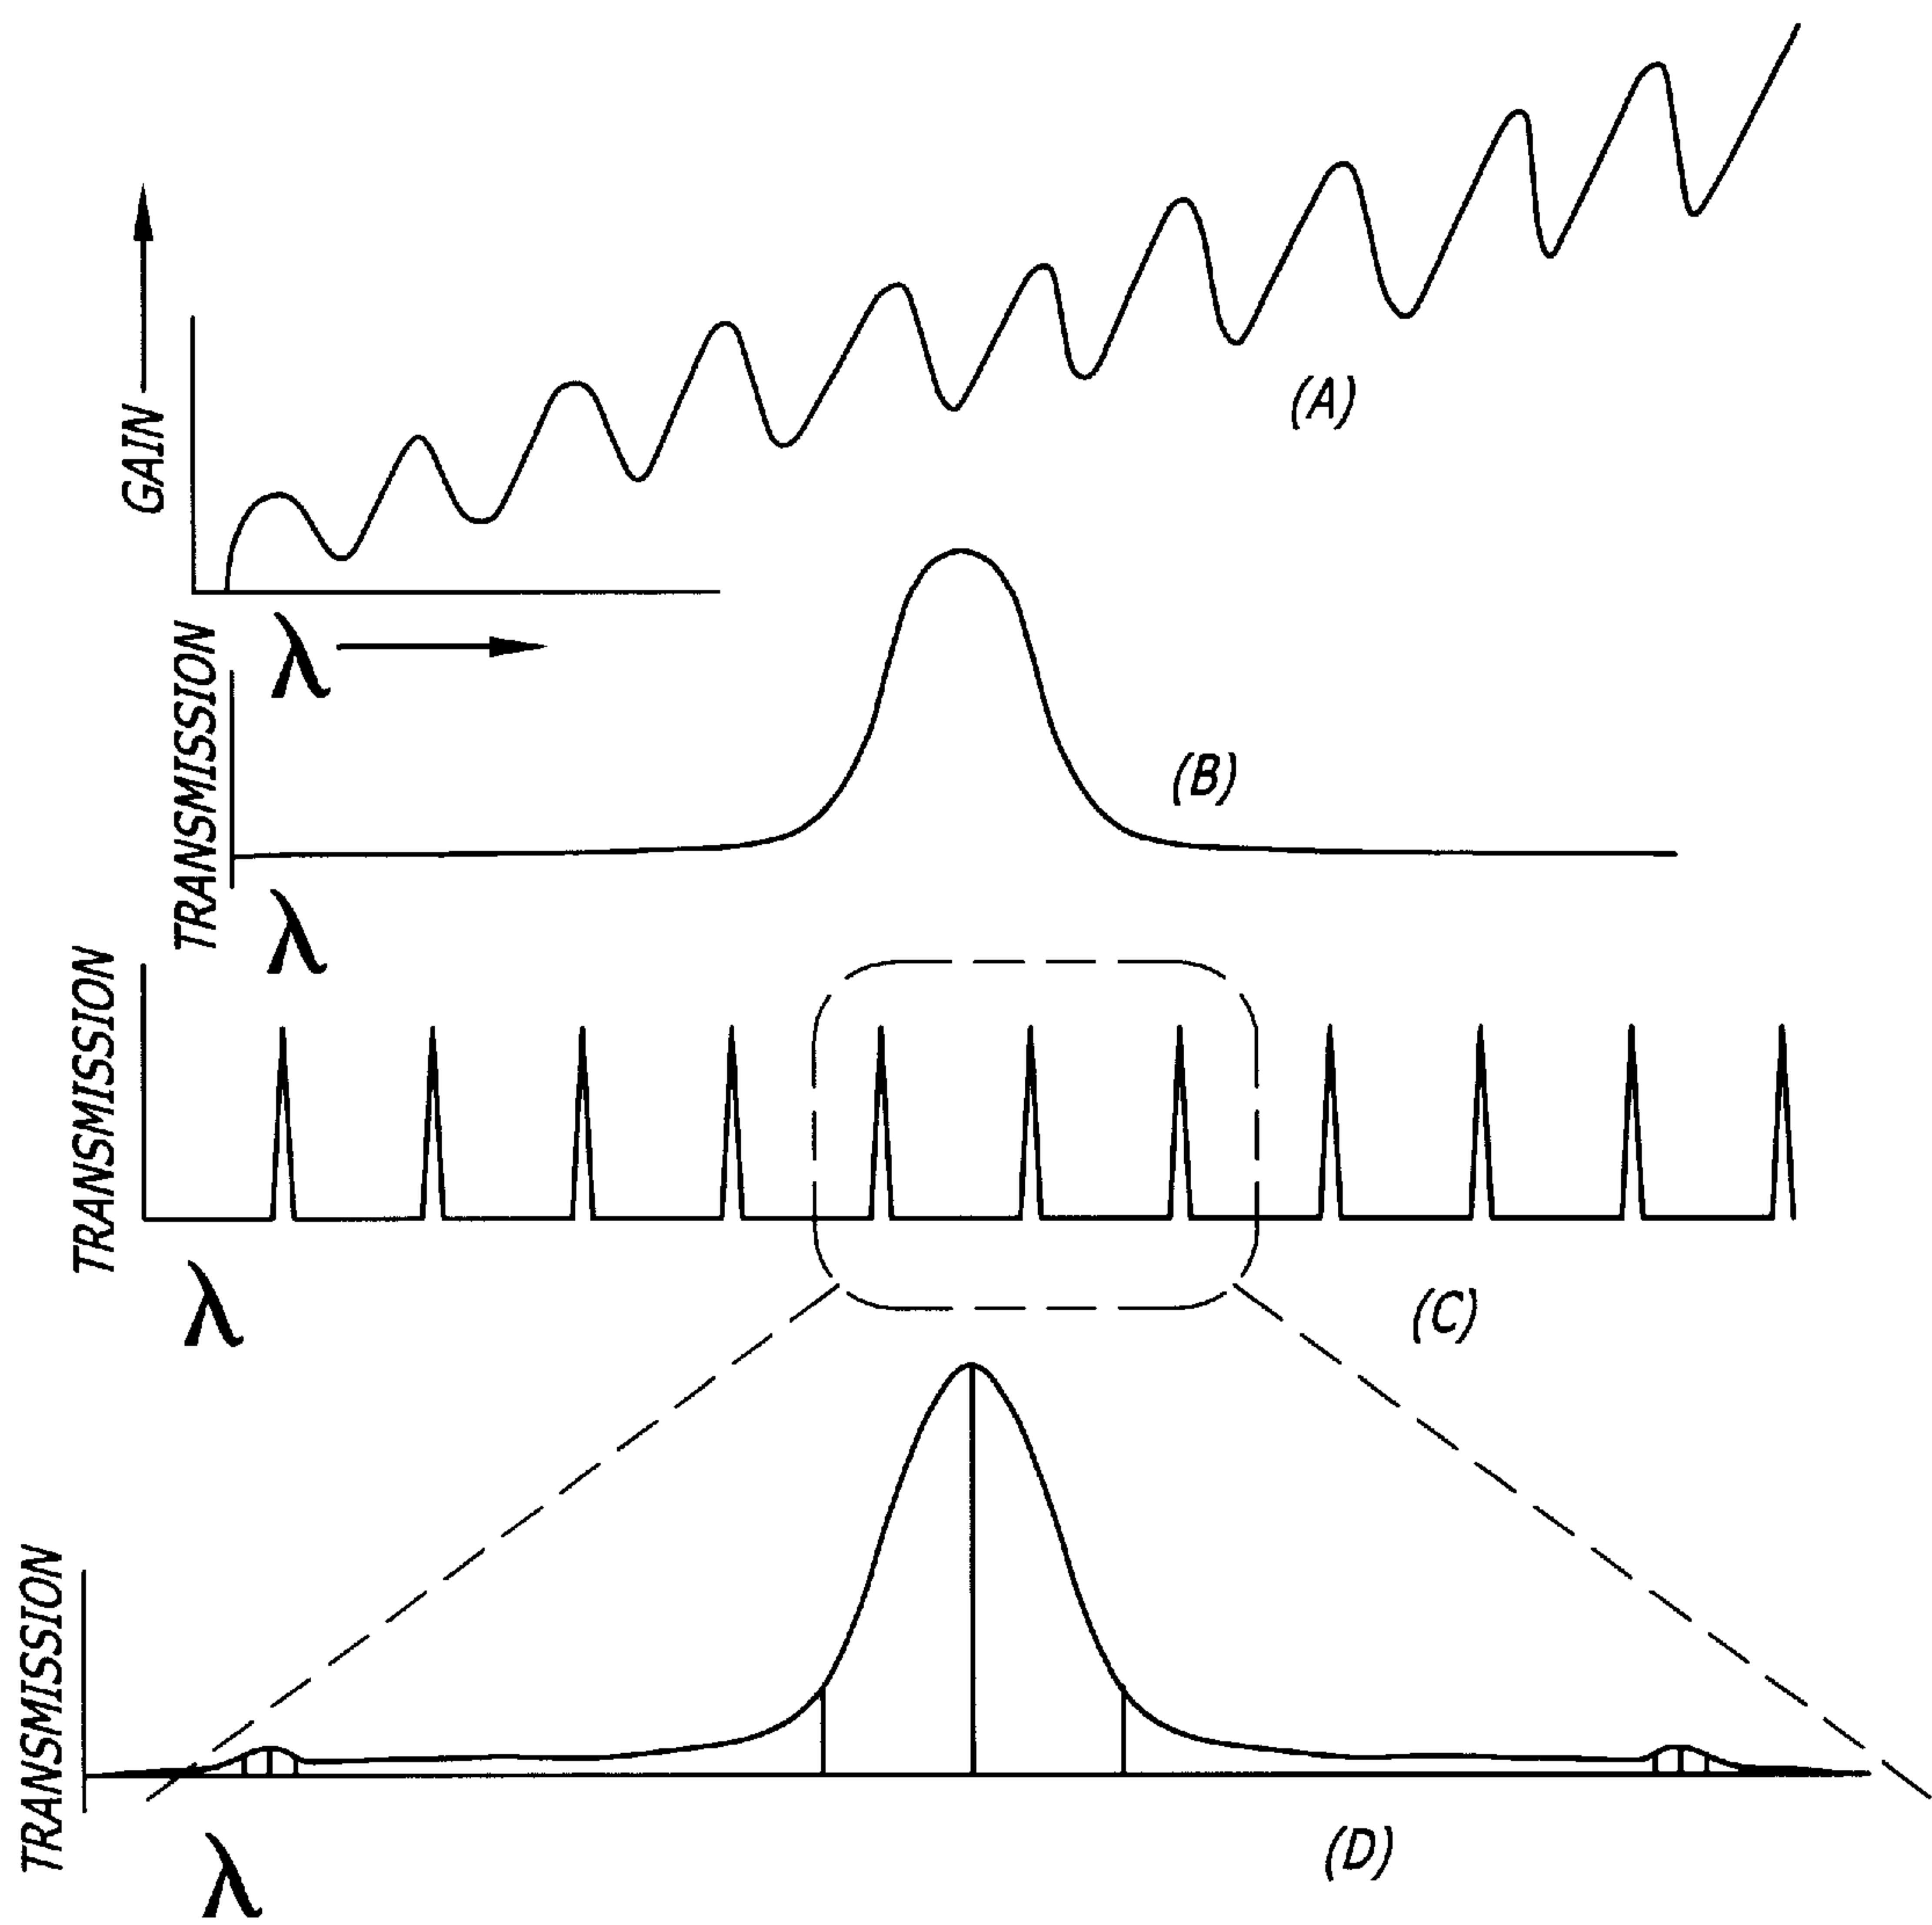 GAIN
(A)
λ
TRANSMISSION
(B)
λ
TRANSMISSION
λ
(C)
TRANSMISSION
(D)
λ